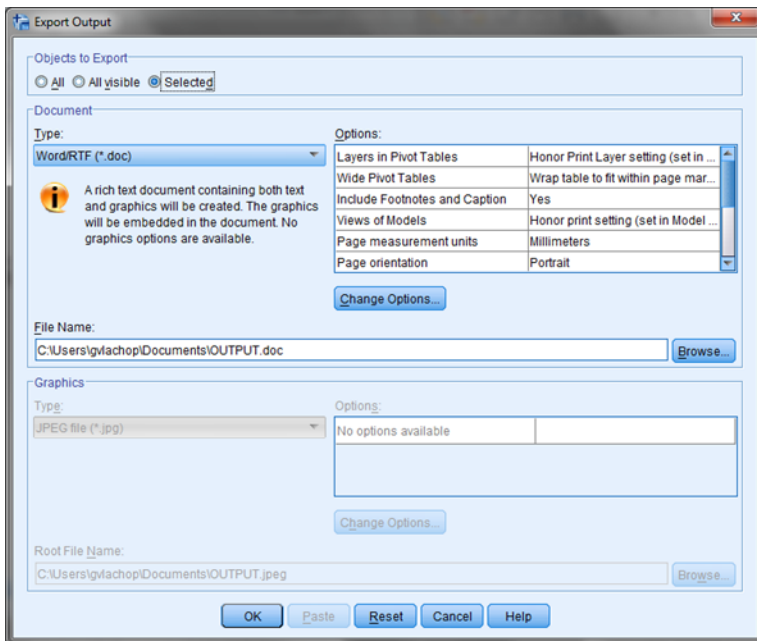 Export Output
Objects to Export
All All visible Selected
Document
Type:
Word/RTF (*.doc)
A rich text document containing both text
and graphics will be created. The graphics
will be embedded in the document. No
graphics options are available.
Options:
Layers in Pivot Tables Honor Print Layer setting (set in ...
Wide Pivot Tables Wrap table to fit within page mar...
Include Footnotes and Caption Yes
Views of Models Honor print setting (set in Model ...
Page measurement units Millimeters
Page orientation Portrait
Change Options...
File Name:
C:\Users\gvlachop\Documents\OUTPUT.doc Browse...
Graphics
Type:
JPEG file (*.jpg)
Options:
No options available
Change Options...
Root File Name:
C:\Users\gvlachop\Documents\OUTPUT.jpeg Browse...
OK Paste Reset Cancel Help